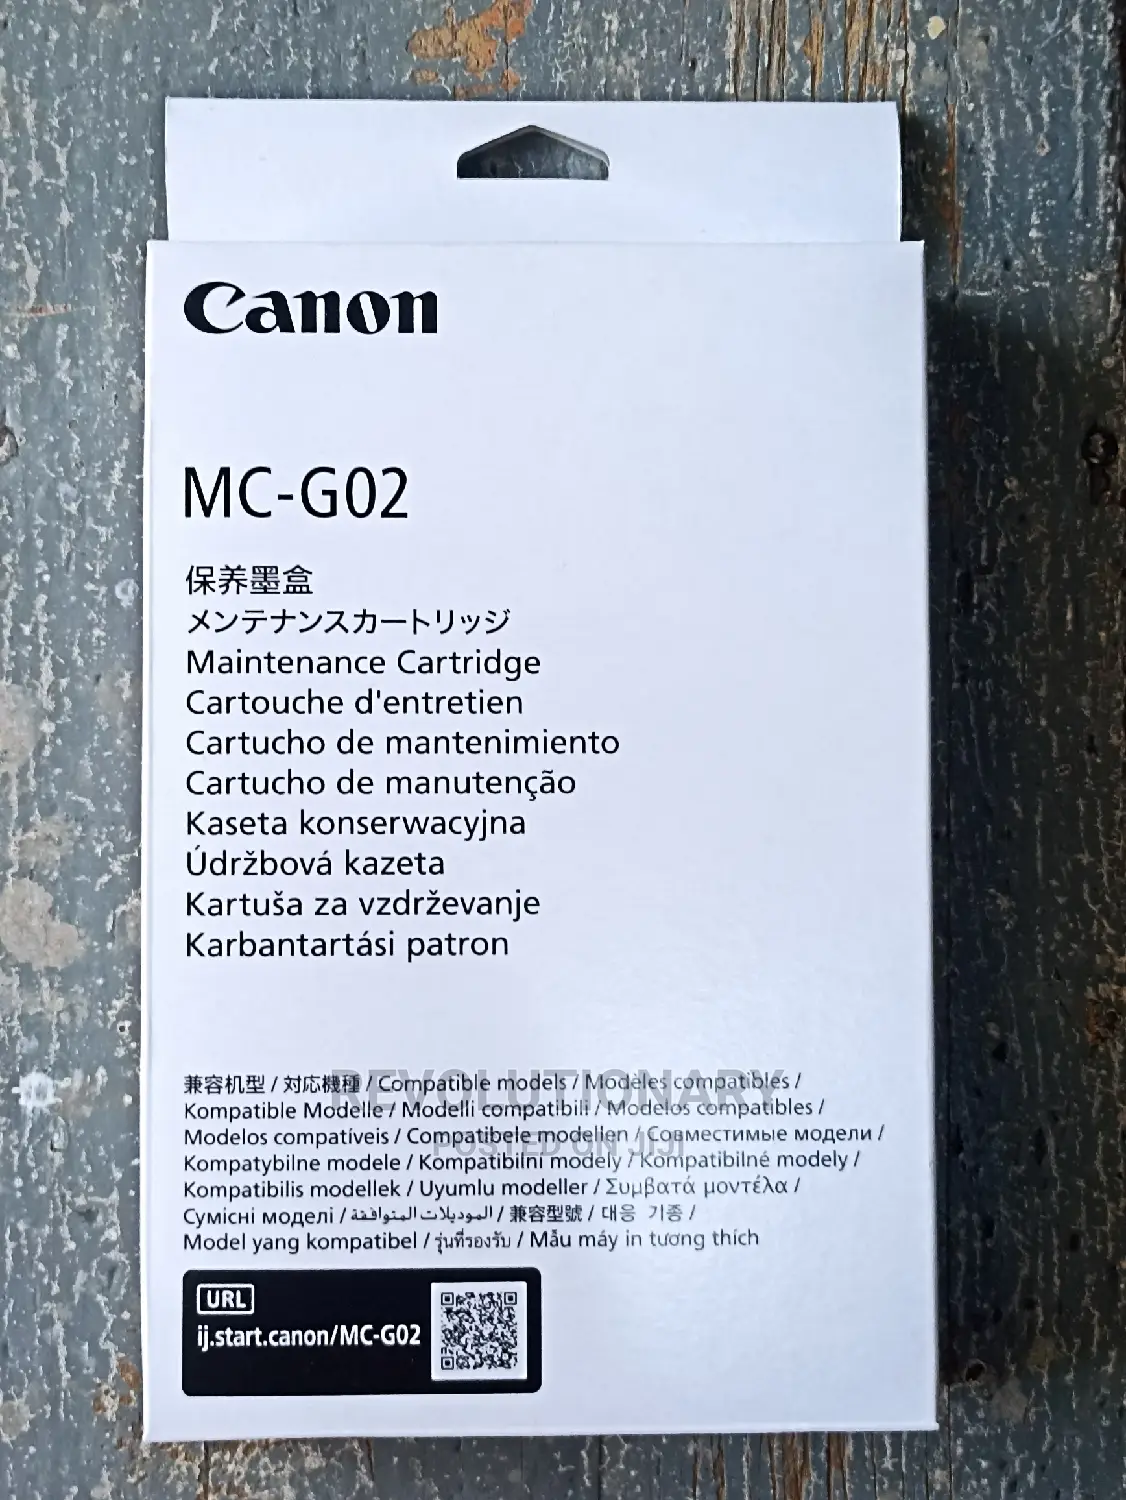 Canon
MC-G02
保养墨盒
メンテナンスカートリッジ
Maintenance Cartridge
Cartouche d'entretien
Cartucho de mantenimiento
Cartucho de manutenção
Kaseta konserwacyjna
Údržbová kazeta
Kartuša za vzdrževanje
Karbantartási patron
兼容机型 / 対応機種 / Compatible models / Modèles compatibles /
Kompatible Modelle / Modelli compatibili / Modelos compatibles /
Modelos compatíveis / Compatibele modellen / Совместимые модели /
Kompatybilne modele / Kompatibilní modely / Kompatibilné modely /
Kompatibilis modellek / Uyumlu modeller / Συμβατά μοντέλα /
Сумісні моделі / الموديلات المتوافقة / 兼容型號 / 대응 기종 /
Model yang kompatibel / รุ่นที่รองรับ / Mẫu máy in tương thích
REVOLUTIONARY
POSTED ON JIJI
URL
ij.start.canon/MC-G02